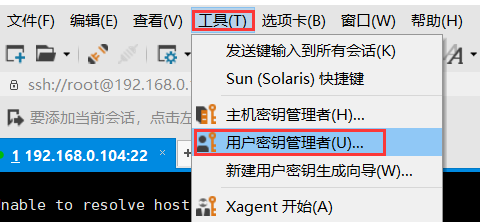 文件(F) 编辑(E) 查看(V) 工具(T) 选项卡(B) 窗口(W) 帮助(H)
发送键输入到所有会话(K)
ssh://root@192.168.0.
Sun (Solaris) 快捷键
要添加当前会话，点击左
主机密钥管理者(H)...
用户密钥管理者(U)...
1 192.168.0.104:22
新建用户密钥生成向导(W)...
nable to resolve host
Xagent 开始(A)